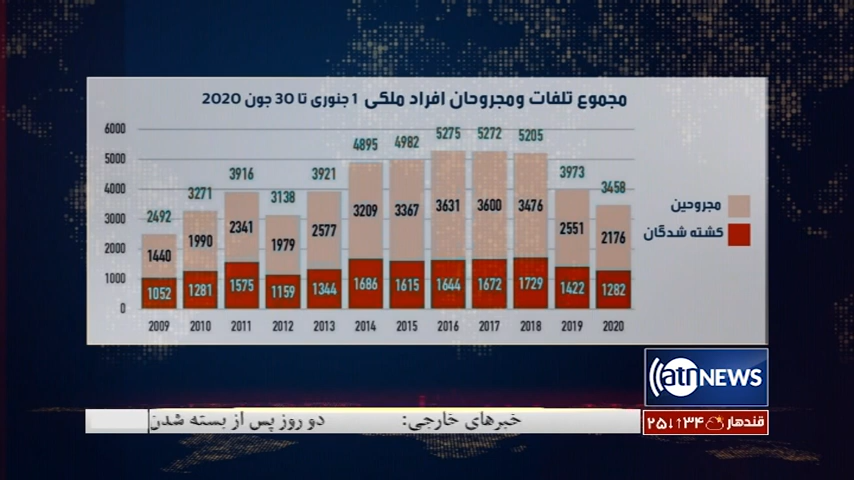 مجموع تلفات ومجروحان افراد ملکی 1 جنوری تا 30 جون 2020
6000
5000
4000
3000
2000
1000
0
2492 3271 3916 3138 3921 4895 4982 5275 5272 5205 3973 3458
1440 1990 2341 1979 2577 3209 3367 3631 3600 3476 2551 2176
1052 1281 1575 1159 1344 1686 1615 1644 1672 1729 1422 1282
2009 2010 2011 2012 2013 2014 2015 2016 2017 2018 2019 2020
مجروحین
کشته شدگان
atn NEWS
قندهار ۳۴ ۲۵
خبرهای خارجی: دو روز پس از بسته شدن